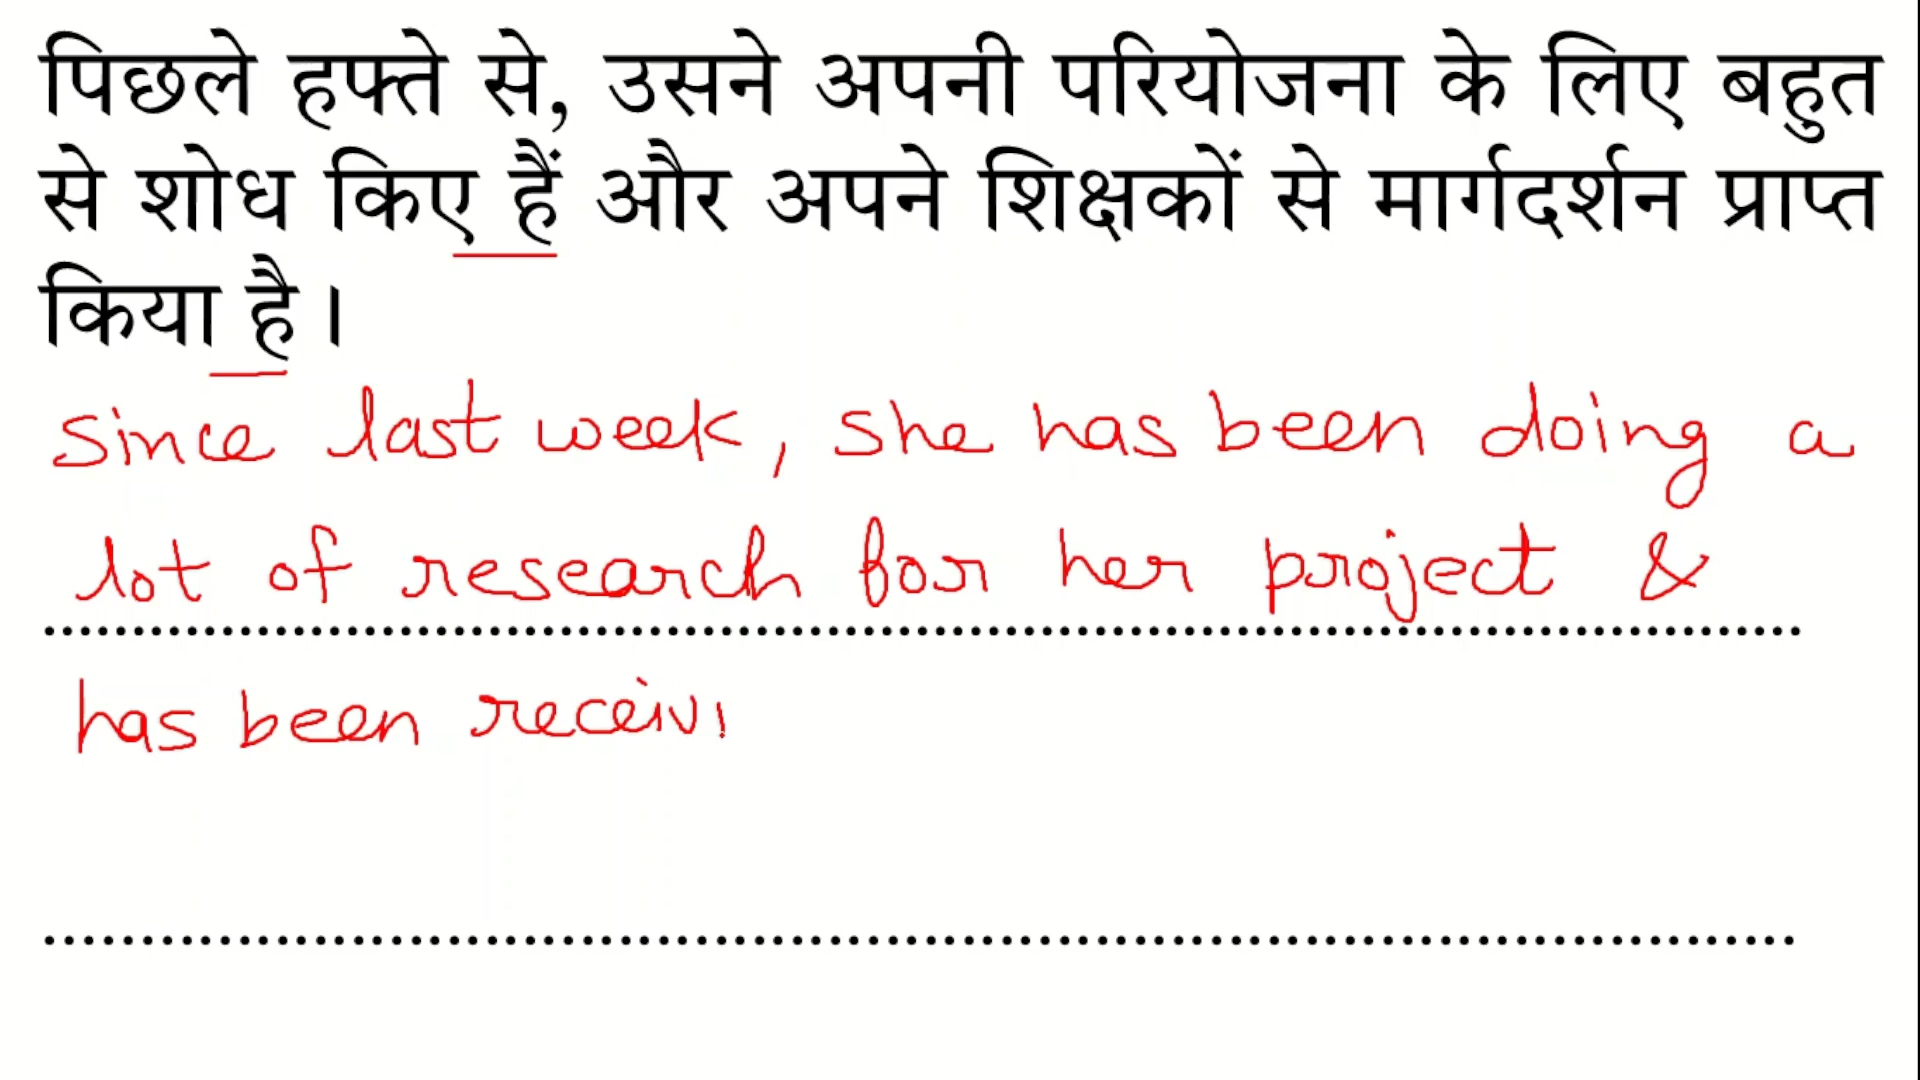 पिछले हफ्ते से, उसने अपनी परियोजना के लिए बहुत
से शोध किए हैं और अपने शिक्षकों से मार्गदर्शन प्राप्त
किया है।
since last week, she has been doing a
lot of research for her project &
has been receivi